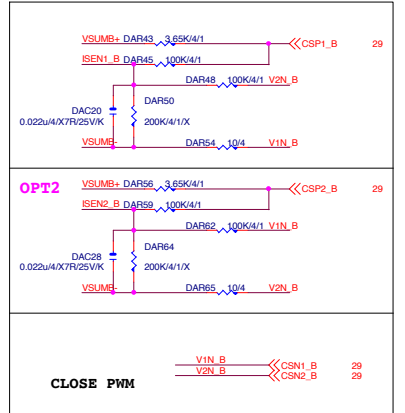 VSUMB+ DAR43 3.65K/4/1 CSP1_B 29
ISEN1_B DAR45 100K/4/1
DAR48 100K/4/1 V2N_B
DAR50
DAC20
0.022u/4/X7R/25V/K 200K/4/1/X
VSUMB- DAR54 10/4 V1N_B
OPT2 VSUMB+ DAR56 3.65K/4/1 CSP2_B 29
ISEN2_B DAR59 100K/4/1
DAR62 100K/4/1 V1N_B
DAR64
DAC28
0.022u/4/X7R/25V/K 200K/4/1/X
VSUMB- DAR65 10/4 V2N_B
V1N_B CSN1_B 29
V2N_B CSN2_B 29
CLOSE PWM